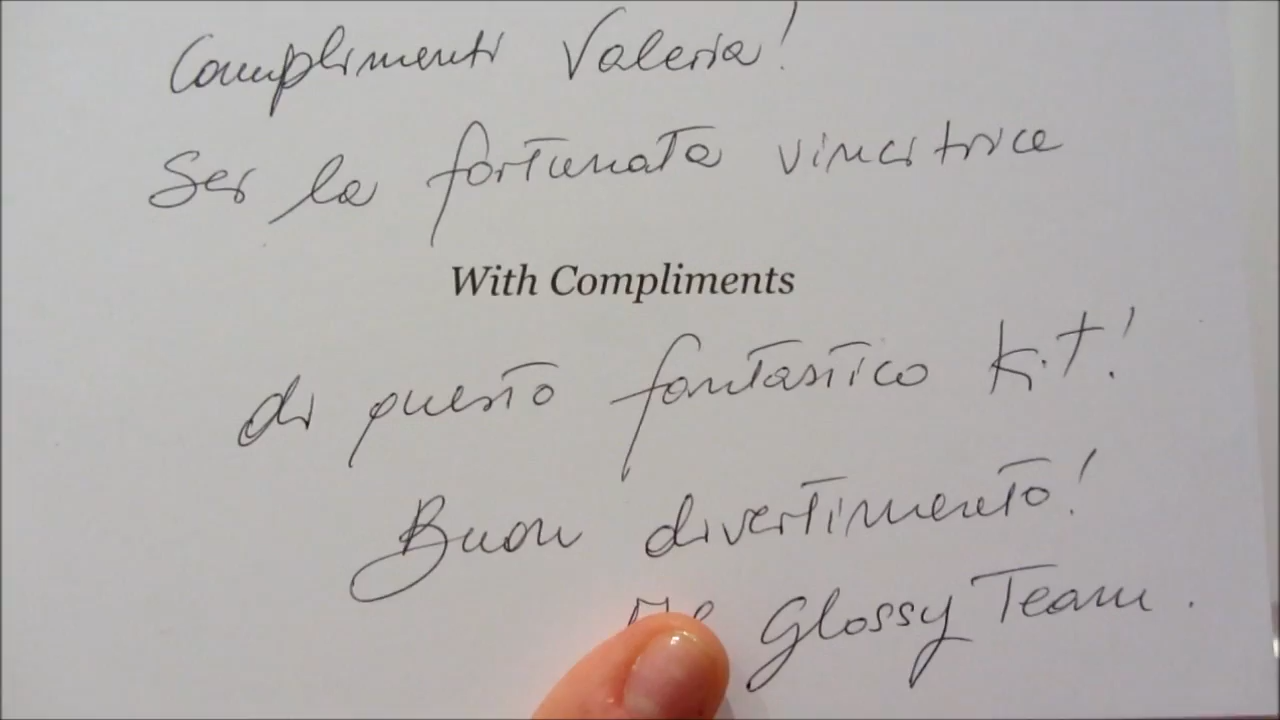 Complimenti Valeria!
Sei la fortunata vincitrice
With Compliments
di questo fantastico kit!
Buon divertimento!
Glossy Team.